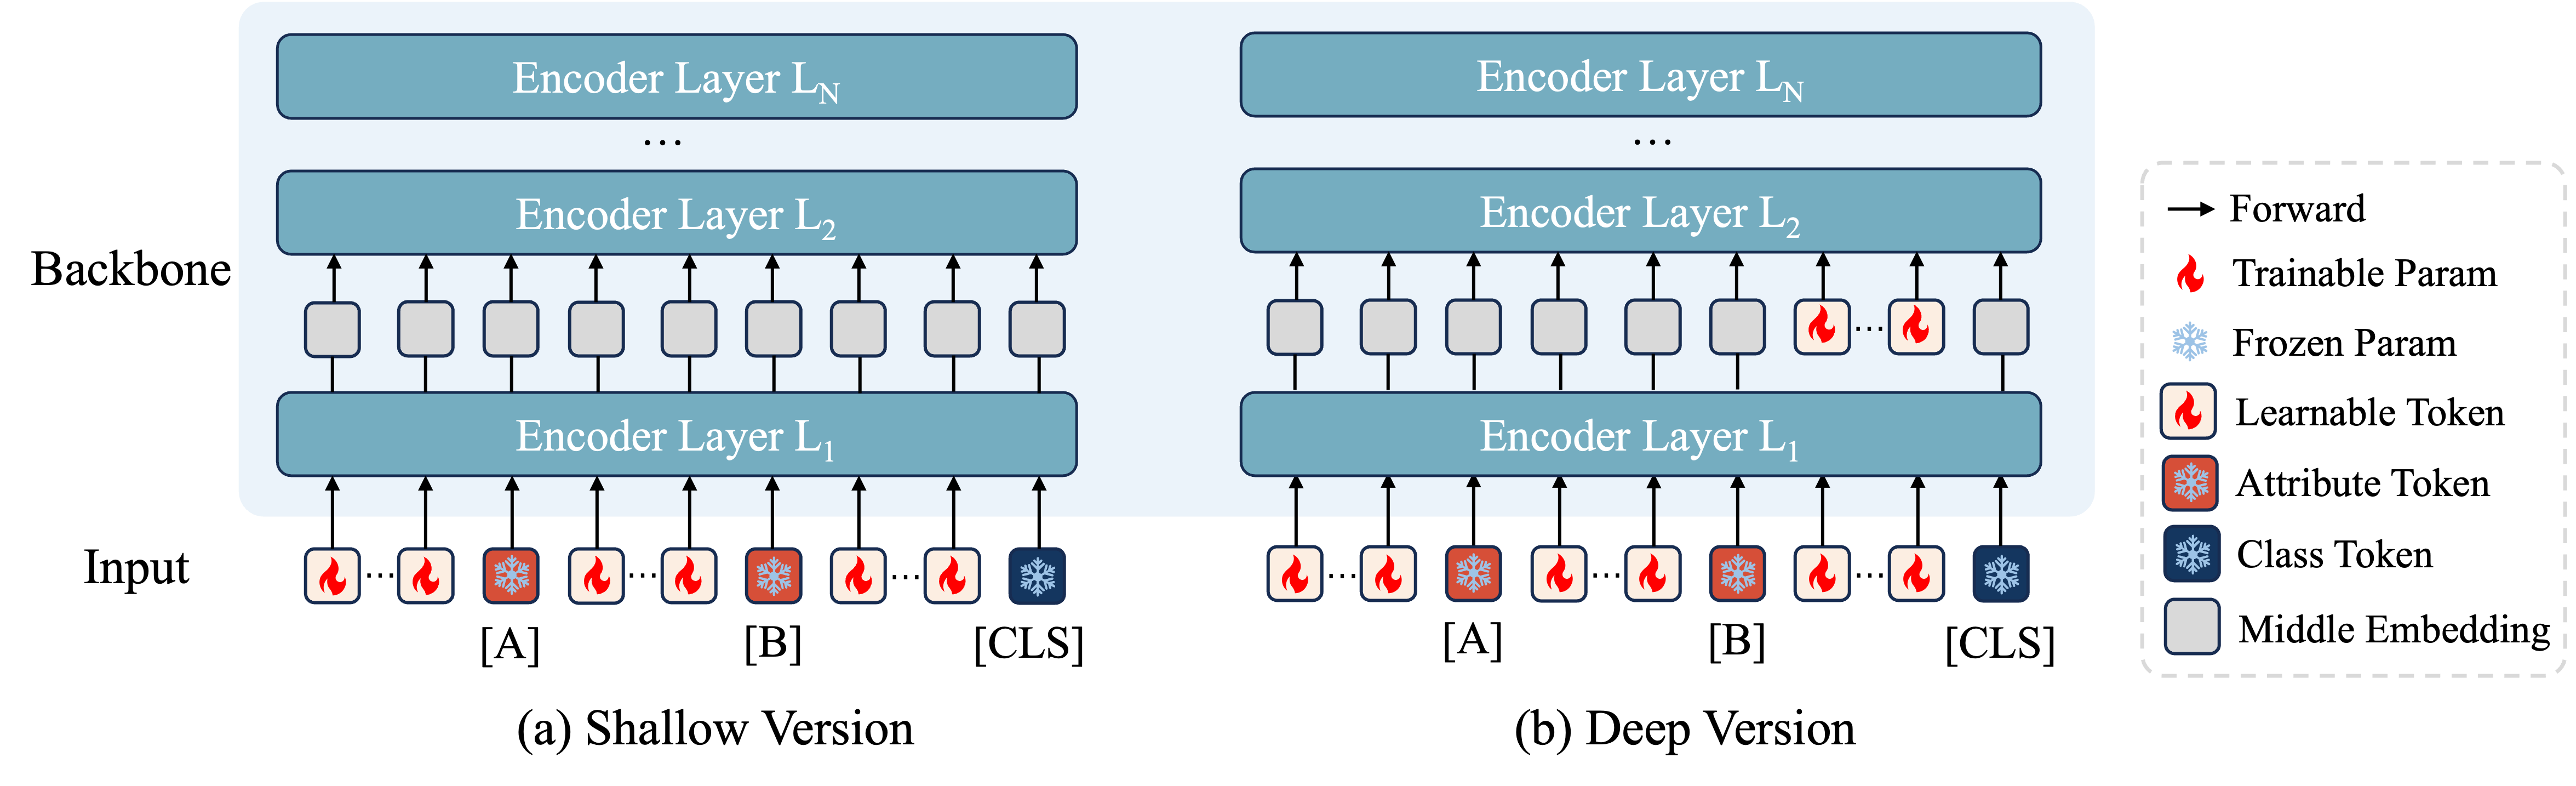 Backbone
Input
Encoder Layer L_N
...
Encoder Layer L_2
Encoder Layer L_1
... ... ...
[A] [B] [CLS]
(a) Shallow Version
Encoder Layer L_N
...
Encoder Layer L_2
...
Encoder Layer L_1
... ... ...
[A] [B] [CLS]
(b) Deep Version
Forward
Trainable Param
Frozen Param
Learnable Token
Attribute Token
Class Token
Middle Embedding